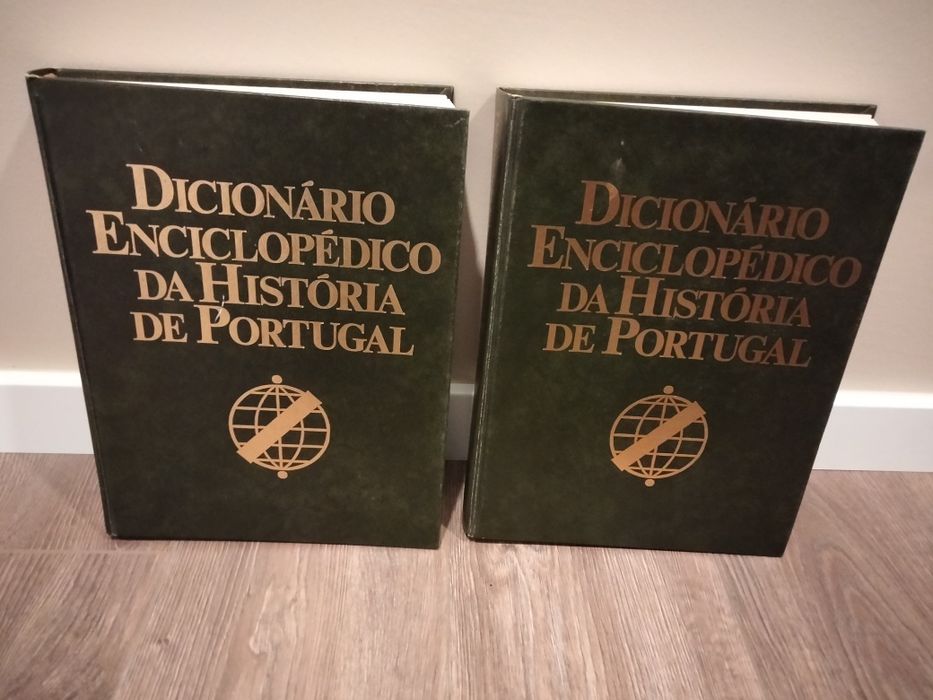 DICIONÁRIO
ENCICLOPÉDICO
DA HISTÓRIA
DE PORTUGAL
DICIONÁRIO
ENCICLOPÉDICO
DA HISTÓRIA
DE PORTUGAL